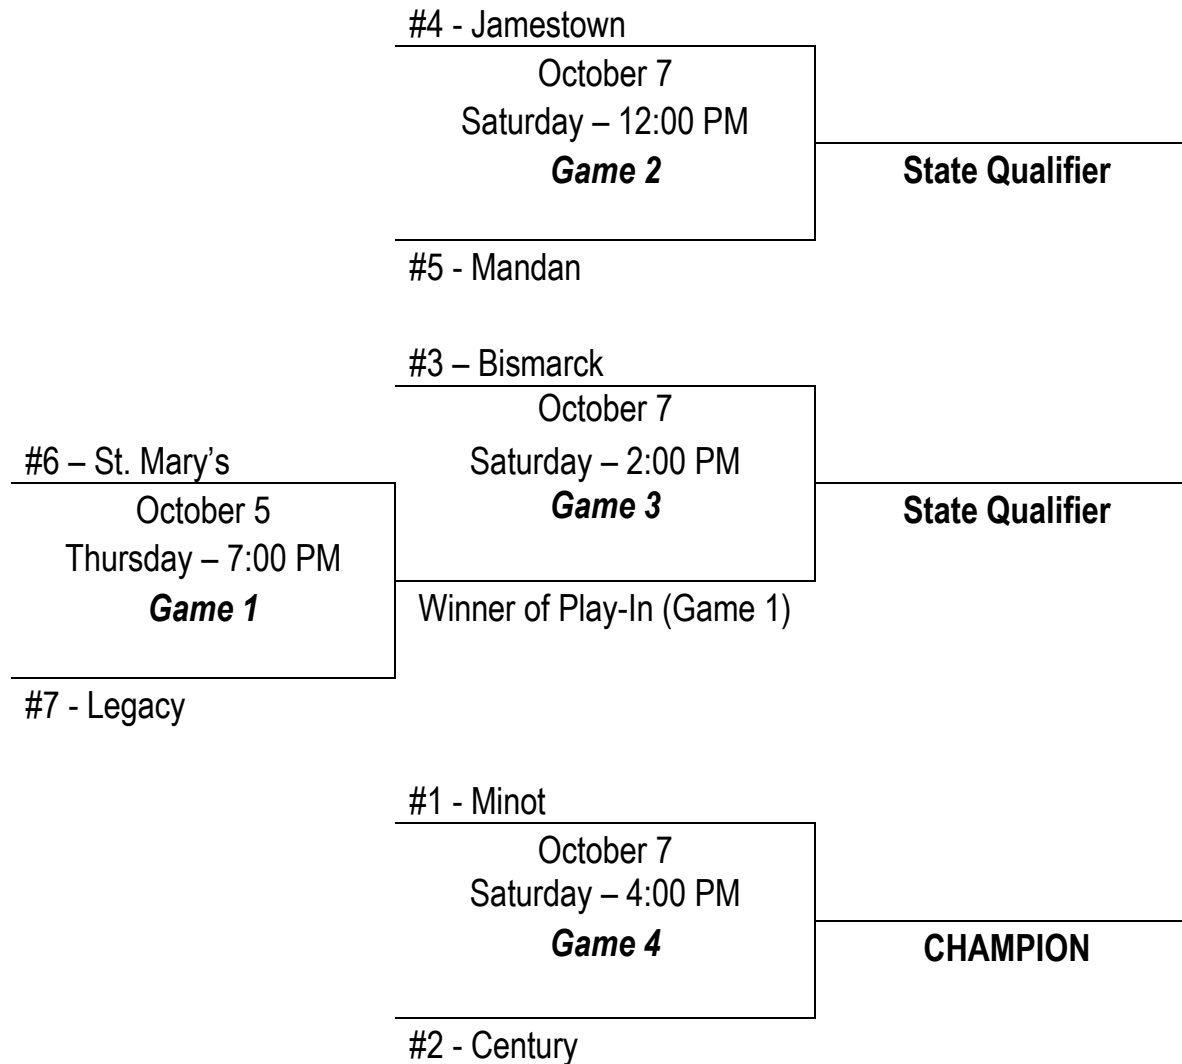 #4 - Jamestown
October 7
Saturday – 12:00 PM
Game 2
State Qualifier
#5 - Mandan
#3 – Bismarck
October 7
Saturday – 2:00 PM
Game 3
State Qualifier
#6 – St. Mary’s
October 5
Thursday – 7:00 PM
Game 1
Winner of Play-In (Game 1)
#7 - Legacy
#1 - Minot
October 7
Saturday – 4:00 PM
Game 4
CHAMPION
#2 - Century